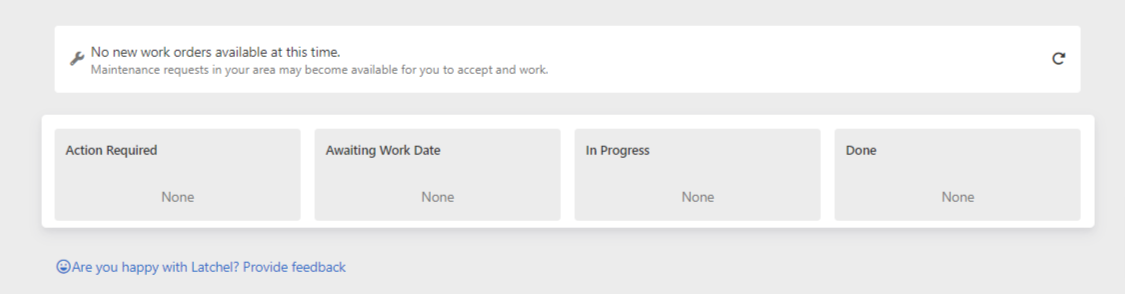 No new work orders available at this time.
Maintenance requests in your area may become available for you to accept and work.
Action Required
Awaiting Work Date
In Progress
Done
None
None
None
None
Are you happy with Latchel? Provide feedback